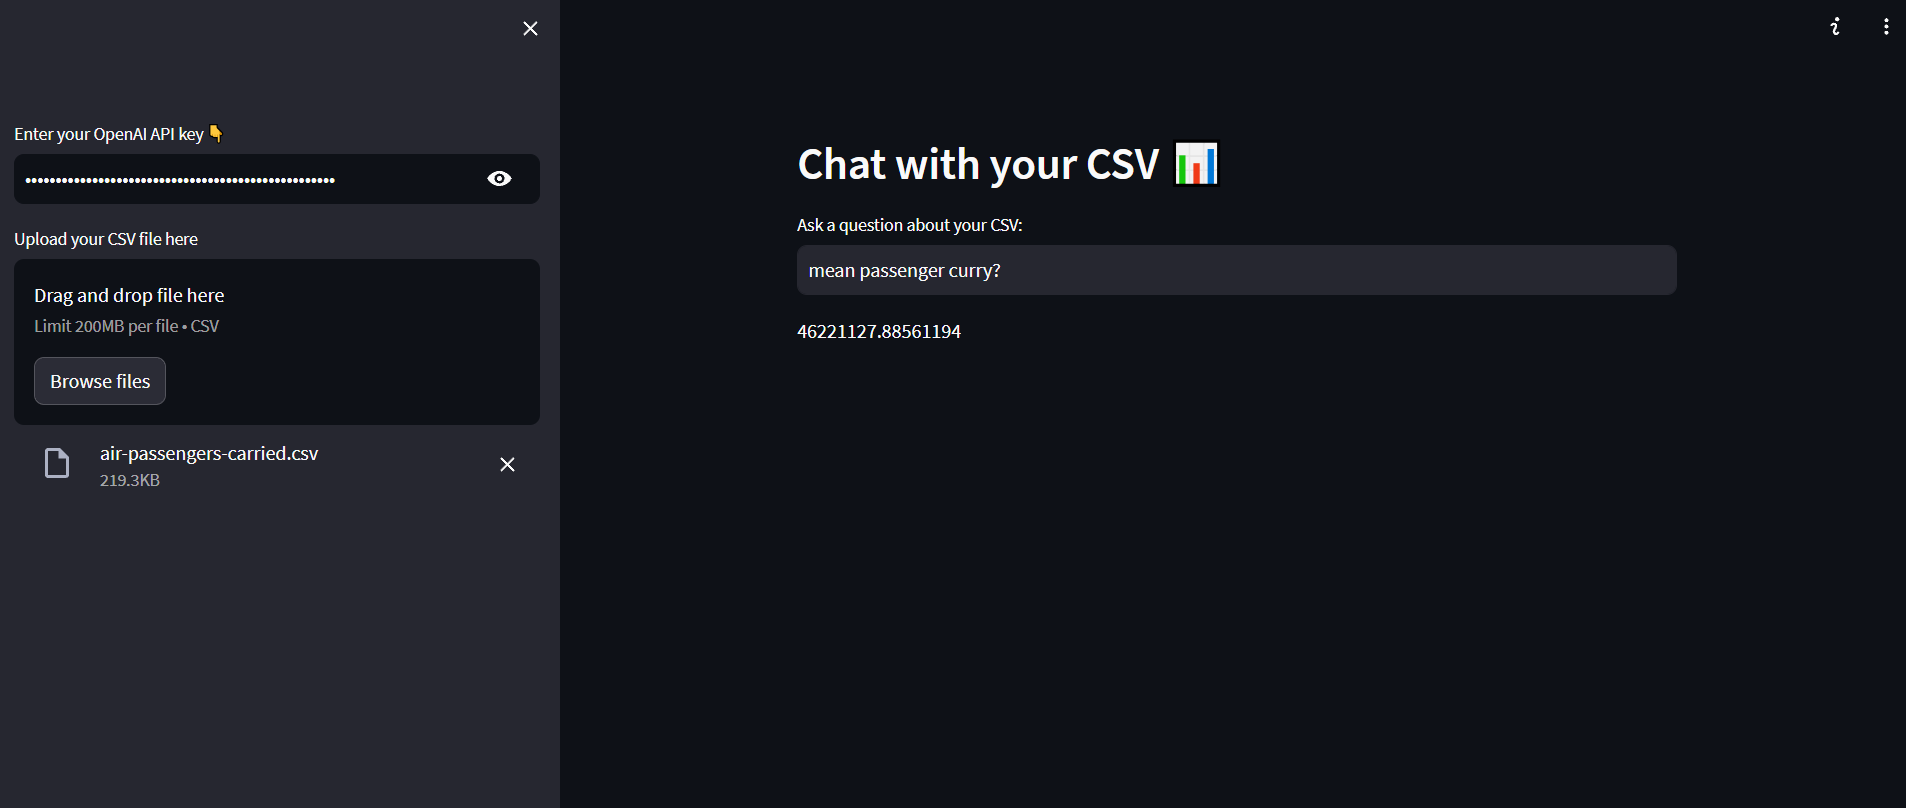 Enter your OpenAI API key 👇
••••••••••••••••••••••••••••••••••••••••••••••••••
Upload your CSV file here
Drag and drop file here
Limit 200MB per file • CSV
Browse files
air-passengers-carried.csv
219.3KB
Chat with your CSV 📊
Ask a question about your CSV:
mean passenger curry?
46221127.88561194